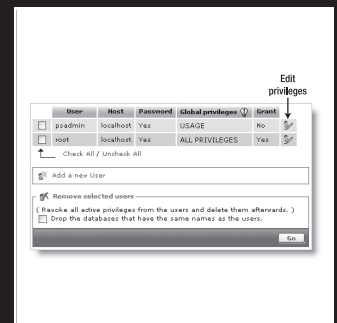 Edit
privileges
User Host Password Global privileges Grant
psadmin localhost Yes USAGE No
root localhost Yes ALL PRIVILEGES Yes
Check All / Uncheck All
Add a new User
Remove selected users
( Revoke all active privileges from the users and delete them afterwards. )
Drop the databases that have the same names as the users.
Go